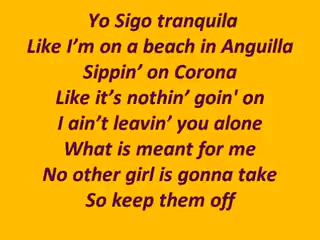 Yo Sigo tranquila
Like I’m on a beach in Anguilla
Sippin’ on Corona
Like it’s nothin’ goin' on
I ain’t leavin’ you alone
What is meant for me
No other girl is gonna take
So keep them off